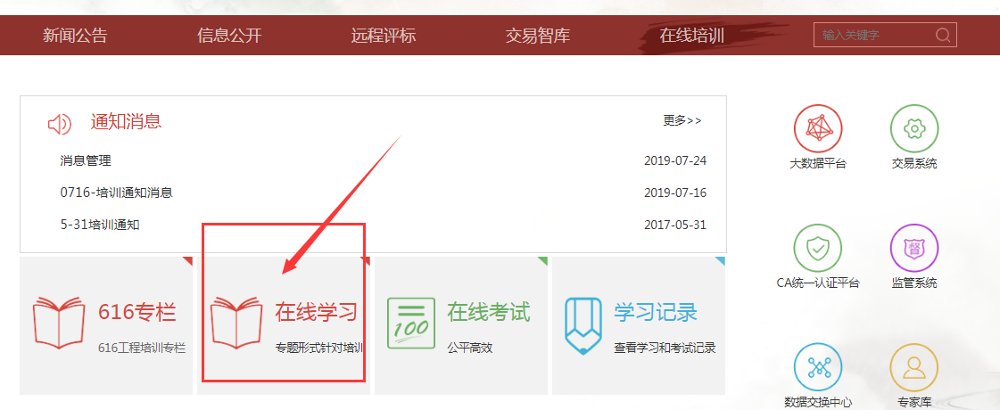 新闻公告 信息公开 远程评标 交易智库 在线培训 输入关键字
通知消息 更多>>
消息管理 2019-07-24
0716-培训通知消息 2019-07-16
5-31培训通知 2017-05-31
616专栏
616工程培训专栏
在线学习
专题形式针对培训
100
在线考试
公平高效
学习记录
查看学习和考试记录
大数据平台 交易系统
CA统一认证平台
督
监管系统
数据交换中心 专家库